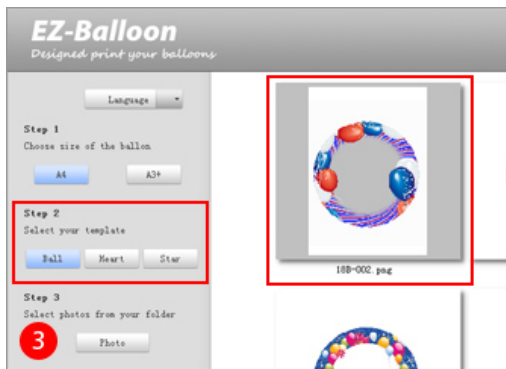 EZ-Balloon
Designed print your balloons
Language
Step 1
Choose size of the ballon
A4 A3+
Step 2
Select your template
Ball Heart Star
Step 3
Select photos from your folder
3
Photo
18B-002.png